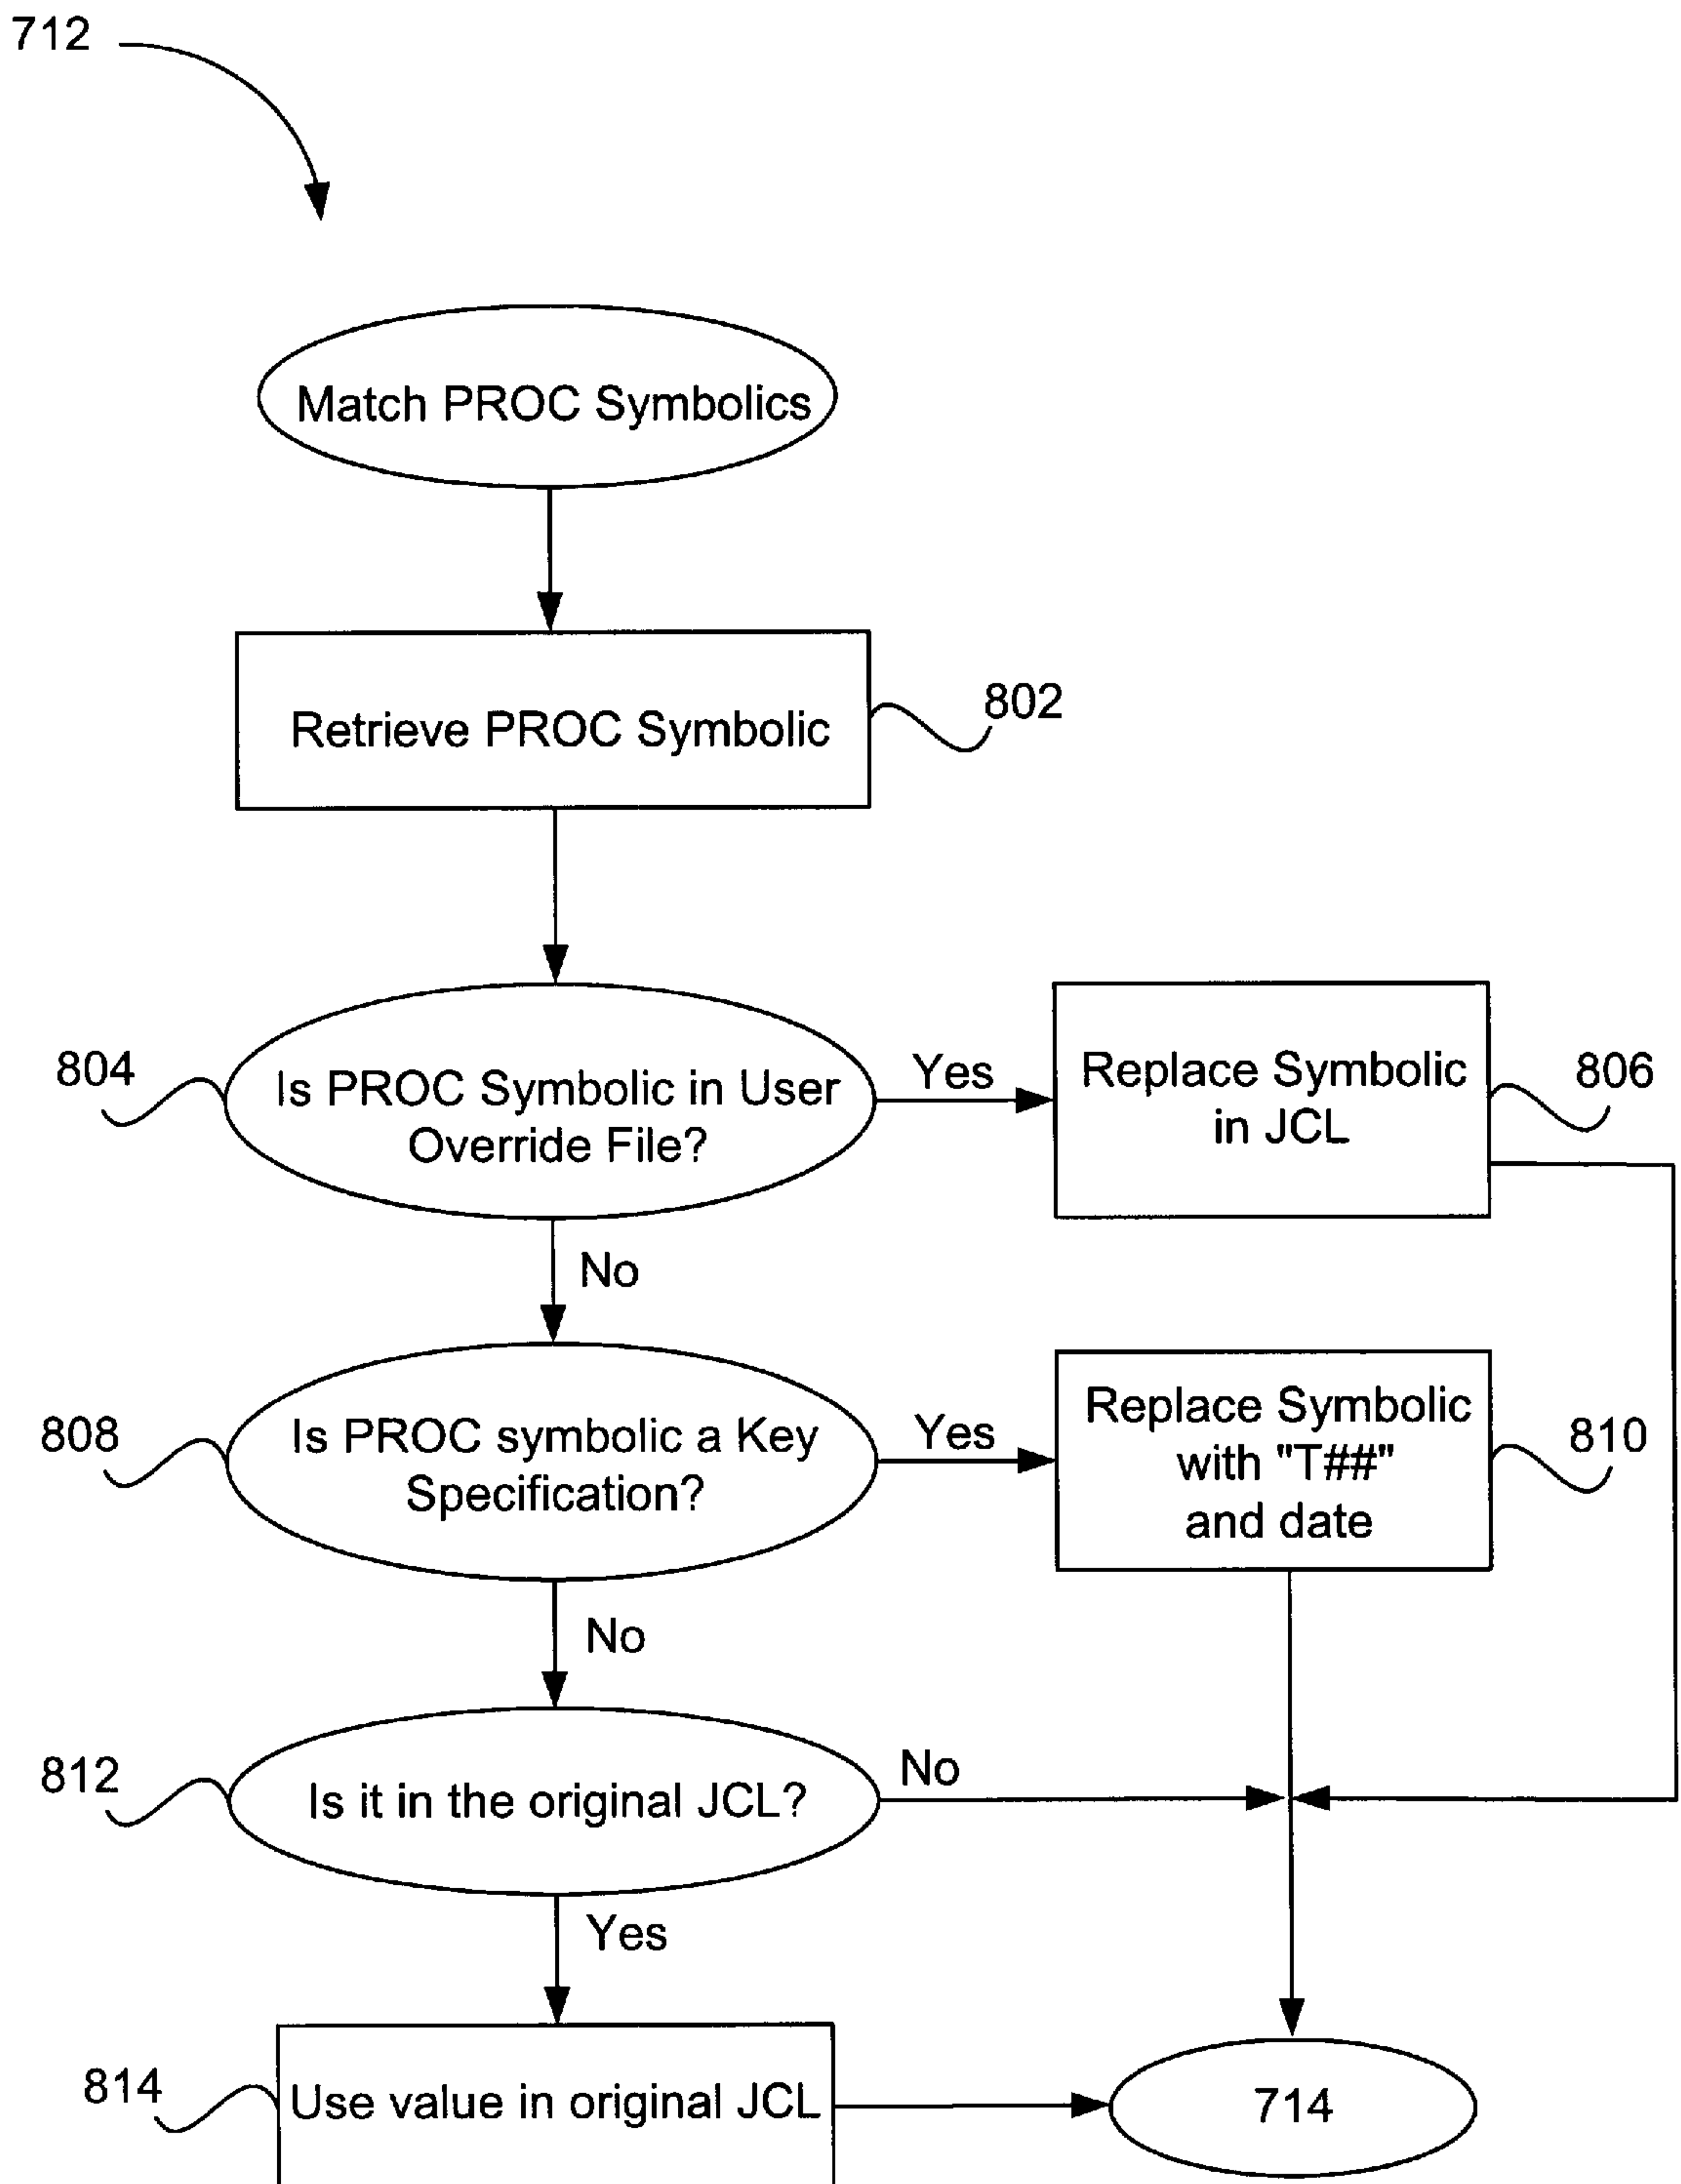 712
Match PROC Symbolics
Retrieve PROC Symbolic
802
804
Is PROC Symbolic in User
Override File?
Yes
Replace Symbolic
in JCL
806
No
808
Is PROC symbolic a Key
Specification?
Yes
Replace Symbolic
with "T##"
and date
810
No
812
Is it in the original JCL?
No
Yes
814
Use value in original JCL
714